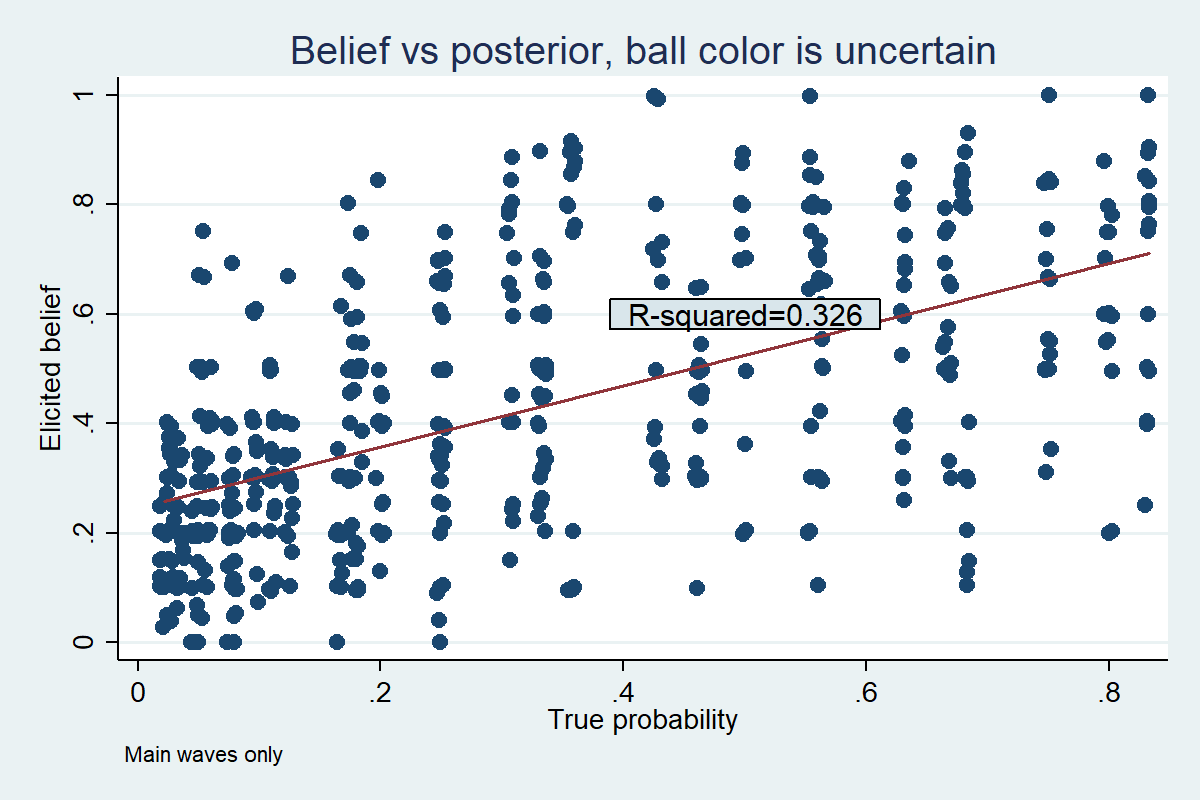 Belief vs posterior, ball color is uncertain
Elicited belief
1
.8
.6
.4
.2
0
R-squared=0.326
0
.2
.4
.6
.8
True probability
Main waves only